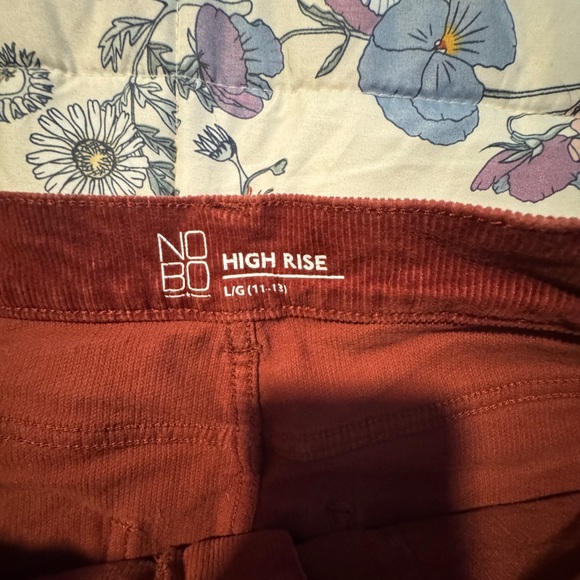 NO
BO
HIGH RISE
L/G (11-13)